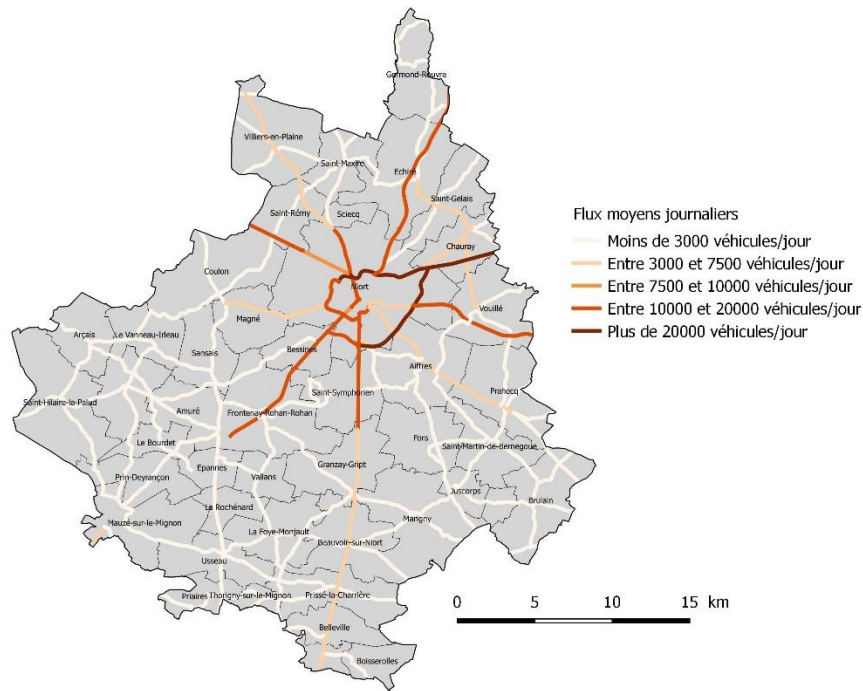 Germond-Rouvre
Villiers-en-Plaine
Saint-Maxire
Echiré
Saint-Gelais
Saint-Rémy
Sciecq
Chauray
Coulon
Niort
Magné
Vouillé
Arçais
Le Vanneau-Irleau
Sansais
Bessines
Aiffres
Saint-Hilaire-la-Palud
Amuré
Saint-Symphorien
Prahecq
Frontenay-Rohan-Rohan
Le Bourdet
Fors
Saint-Martin-de-Bernegoue
Epannes
Granzay-Gript
Prin-Deyrançon
Vallans
Juscorps
Brulain
La Rochénard
Mauzé-sur-le-Mignon
Marigny
La Foye-Monjault
Beauvoir-sur-Niort
Usseau
Priaires
Thorigny-sur-le-Mignon
Prissé-la-Charrière
Belleville
Boisserolles
Flux moyens journaliers
Moins de 3000 véhicules/jour
Entre 3000 et 7500 véhicules/jour
Entre 7500 et 10000 véhicules/jour
Entre 10000 et 20000 véhicules/jour
Plus de 20000 véhicules/jour
0 5 10 15 km